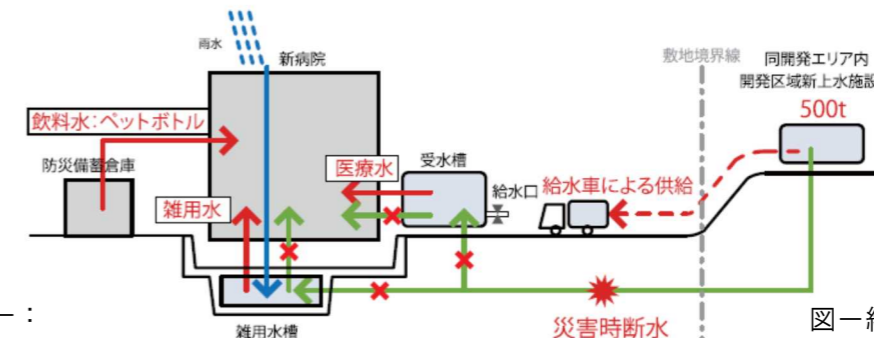 雨水
新病院
敷地境界線
同開発エリア内
開発区域新上水施設
500t
飲料水：ペットボトル
防災備蓄倉庫
医療水
受水槽
給水口
給水車による供給
雑用水
雑用水槽
災害時断水
ー：
図ー